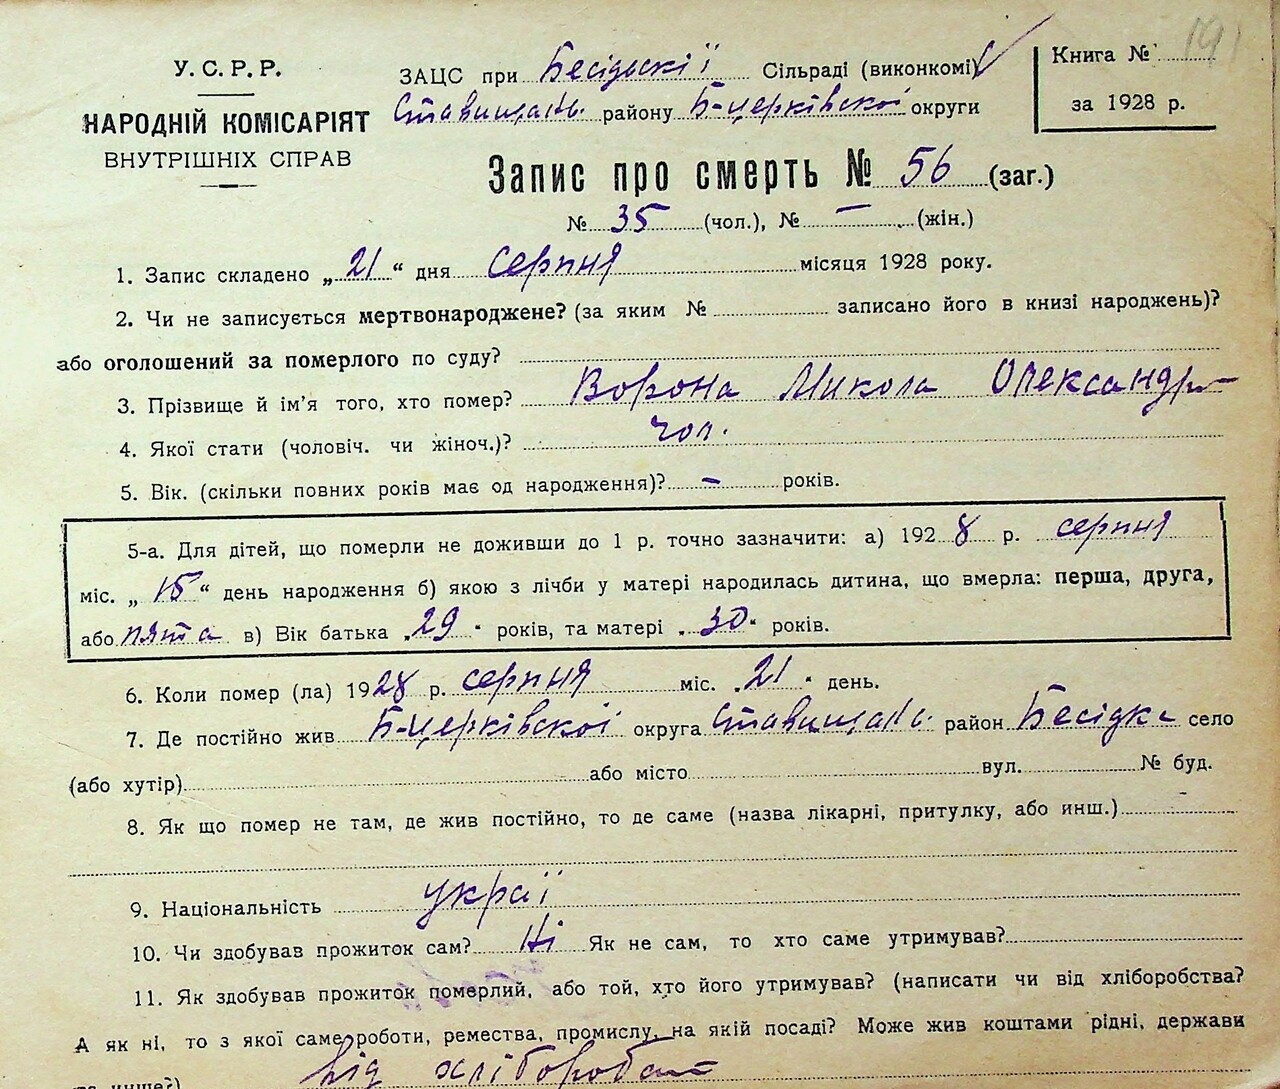 У.С.Р.Р.
НАРОДНІЙ КОМІСАРІЯТ
ВНУТРІШНІХ СПРАВ
ЗАЦС при Бесідській Сільраді (виконкомі)
Ставищан. району Б-церківської округи
Книга № 191
за 1928 р.
Запис про смерть № 56 (заг.)
№ 35 (чол.), № — (жін.)
1. Запис складено „21“ дня серпня місяця 1928 року.
2. Чи не записується мертвонароджене? (за яким № записано його в книзі народжень)?
або оголошений за померлого по суду?
3. Прізвище й ім'я того, хто помер? Ворона Микола Олександр
4. Якої стати (чоловіч. чи жіноч.)? чол.
5. Вік. (скільки повних років має од народження)? — років.
5-а. Для дітей, що померли не доживши до 1 р. точно зазначити: а) 1928 р. серпня
міс. „15“ день народження б) якою з лічби у матері народилась дитина, що вмерла: перша, друга,
або пята в) Вік батька „29“ років, та матері „30“ років.
6. Коли помер (ла) 1928 р. серпня міс. „21“ день.
7. Де постійно жив Б-церківської округа Ставищан. район Бесідка село
(або хутір) або місто вул. № буд.
8. Як що помер не там, де жив постійно, то де саме (назва лікарні, притулку, або инш.)
9. Національність украї
10. Чи здобував прожиток сам? Ні Як не сам, то хто саме утримував?
11. Як здобував прожиток померлий, або той, хто його утримував? (написати чи від хліборобства?
А як ні, то з якої саме роботи, ремества, промислу, на якій посаді? Може жив коштами рідні, держави
та инше?) Від хліборобст